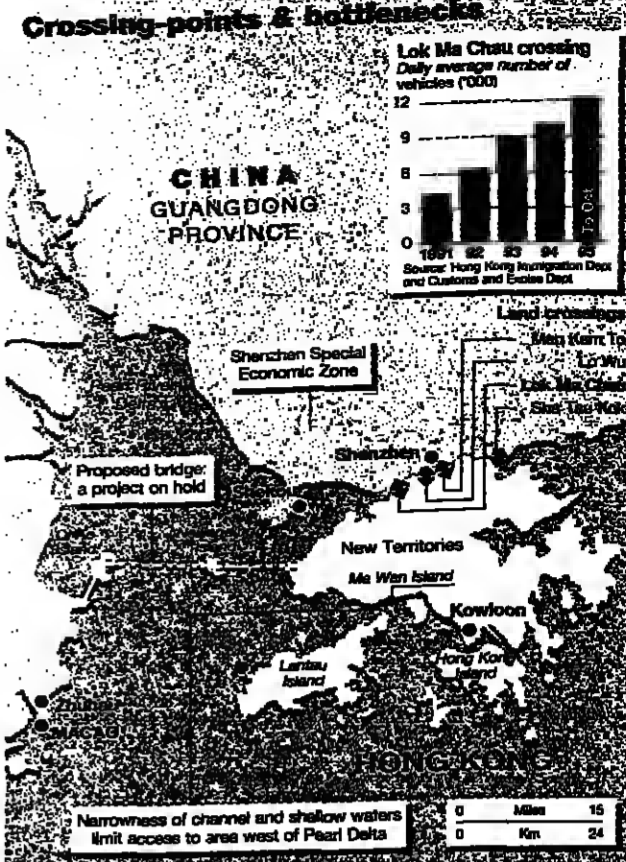 Crossing-points & bottlenecks
Lok Ma Chau crossing
Daily average number of
vehicles ('000)
12
9
6
3
0
1991 92 93 94 95
To Oct
Source: Hong Kong Immigration Dept
and Customs and Excise Dept
CHINA
GUANGDONG
PROVINCE
Land crossings
Man Kam To
Lo Wu
Lok Ma Chau
Sha Tau Kok
Shenzhen Special
Economic Zone
Shenzhen
Proposed bridge:
a project on hold
New Territories
Ma Wan Island
Kowloon
Lantau
Island
Hong Kong
Island
Zhuhai
MACAO
HONG KONG
Narrowness of channel and shallow waters
limit access to area west of Pearl Delta
0 Miles 15
0 Km 24